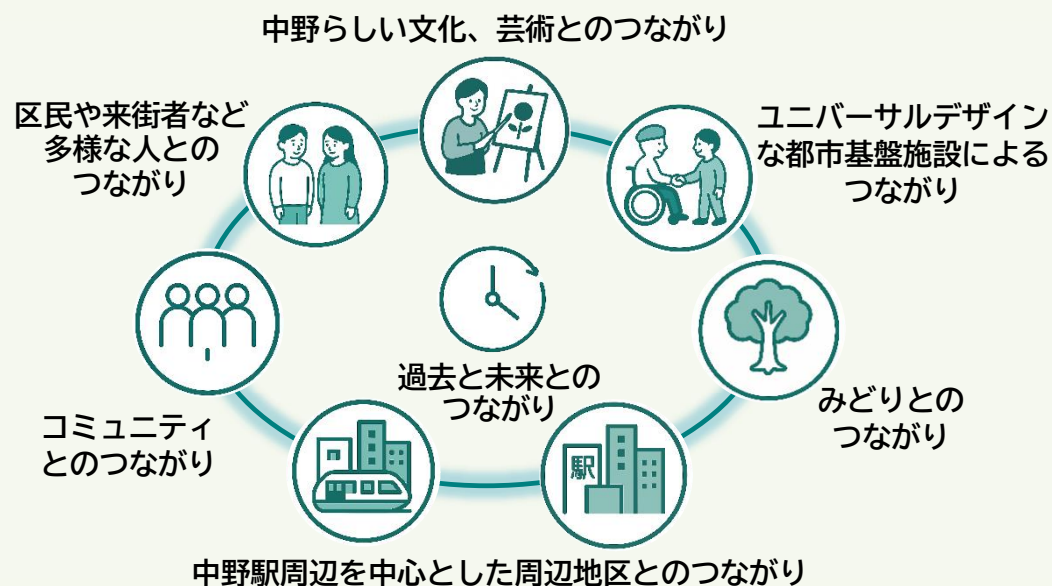 中野らしい文化、芸術とのつながり
区民や来街者など
多様な人との
つながり
ユニバーサルデザイン
な都市基盤施設による
つながり
過去と未来との
つながり
コミュニティ
とのつながり
みどりとの
つながり
駅
中野駅周辺を中心とした周辺地区とのつながり